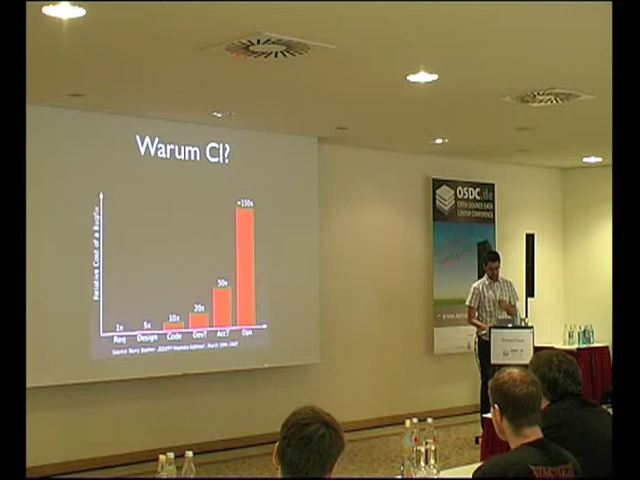 Warum CI?
Relative Cost of a Bugfix
1x
5x
10x
20x
50x
~150x
Req
Design
Code
DevT
AccT
Ops
OSDC.de
OPEN SOURCE DATA
CENTER CONFERENCE